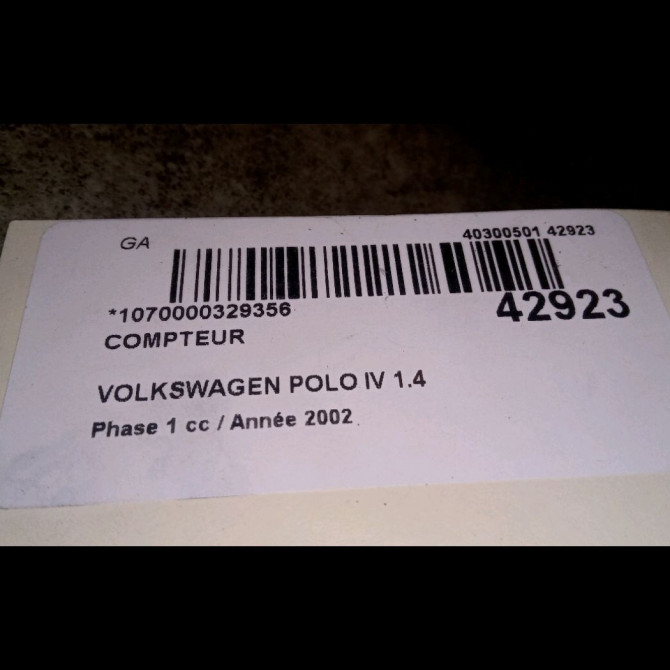 GA
40300501 42923
*1070000329356
42923
COMPTEUR
VOLKSWAGEN POLO IV 1.4
Phase 1 cc / Année 2002